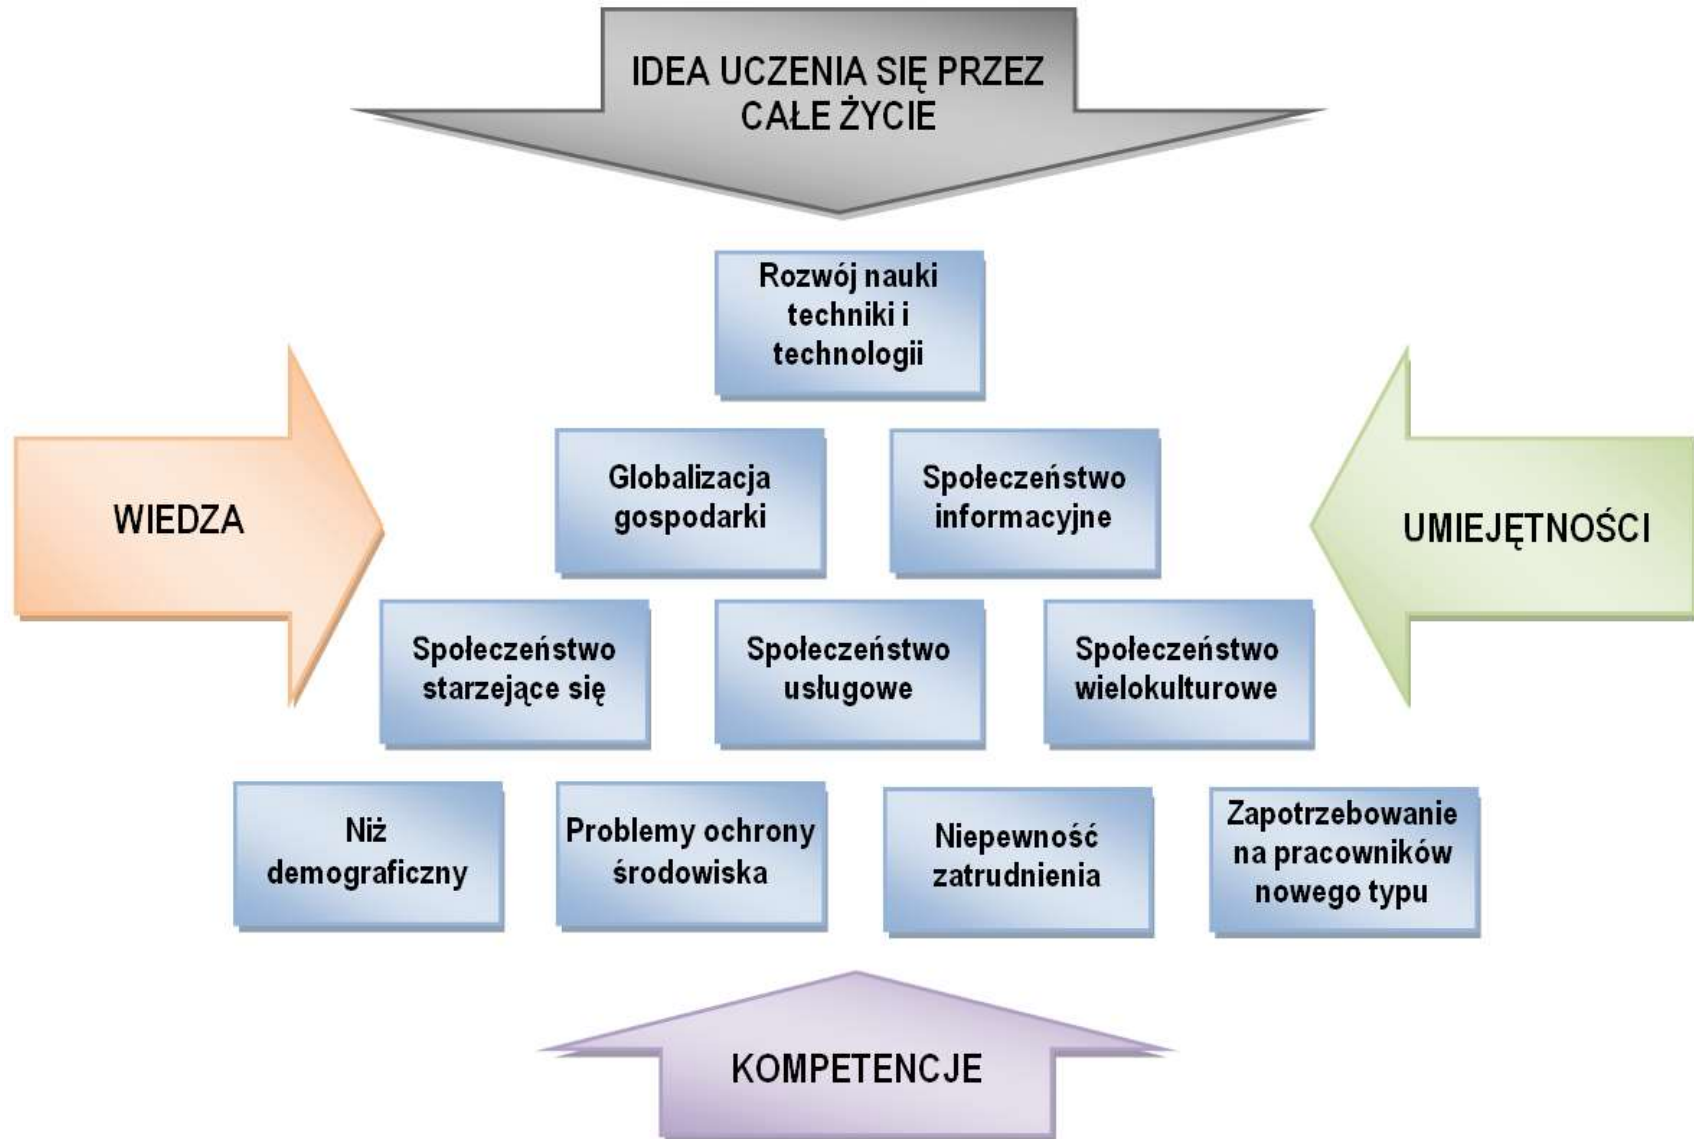 IDEA UCZENIA SIĘ PRZEZ
CAŁE ŻYCIE
Rozwój nauki
techniki i
technologii
WIEDZA
Globalizacja
gospodarki
Społeczeństwo
informacyjne
UMIEJĘTNOŚCI
Społeczeństwo
starzejące się
Społeczeństwo
usługowe
Społeczeństwo
wielokulturowe
Niż
demograficzny
Problemy ochrony
środowiska
Niepewność
zatrudnienia
Zapotrzebowanie
na pracowników
nowego typu
KOMPETENCJE